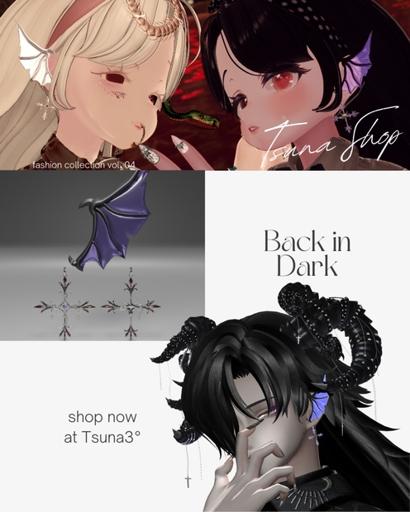 Tsuna Shop
fashion collection vol. 04
Back in
Dark
shop now
at Tsuna3°